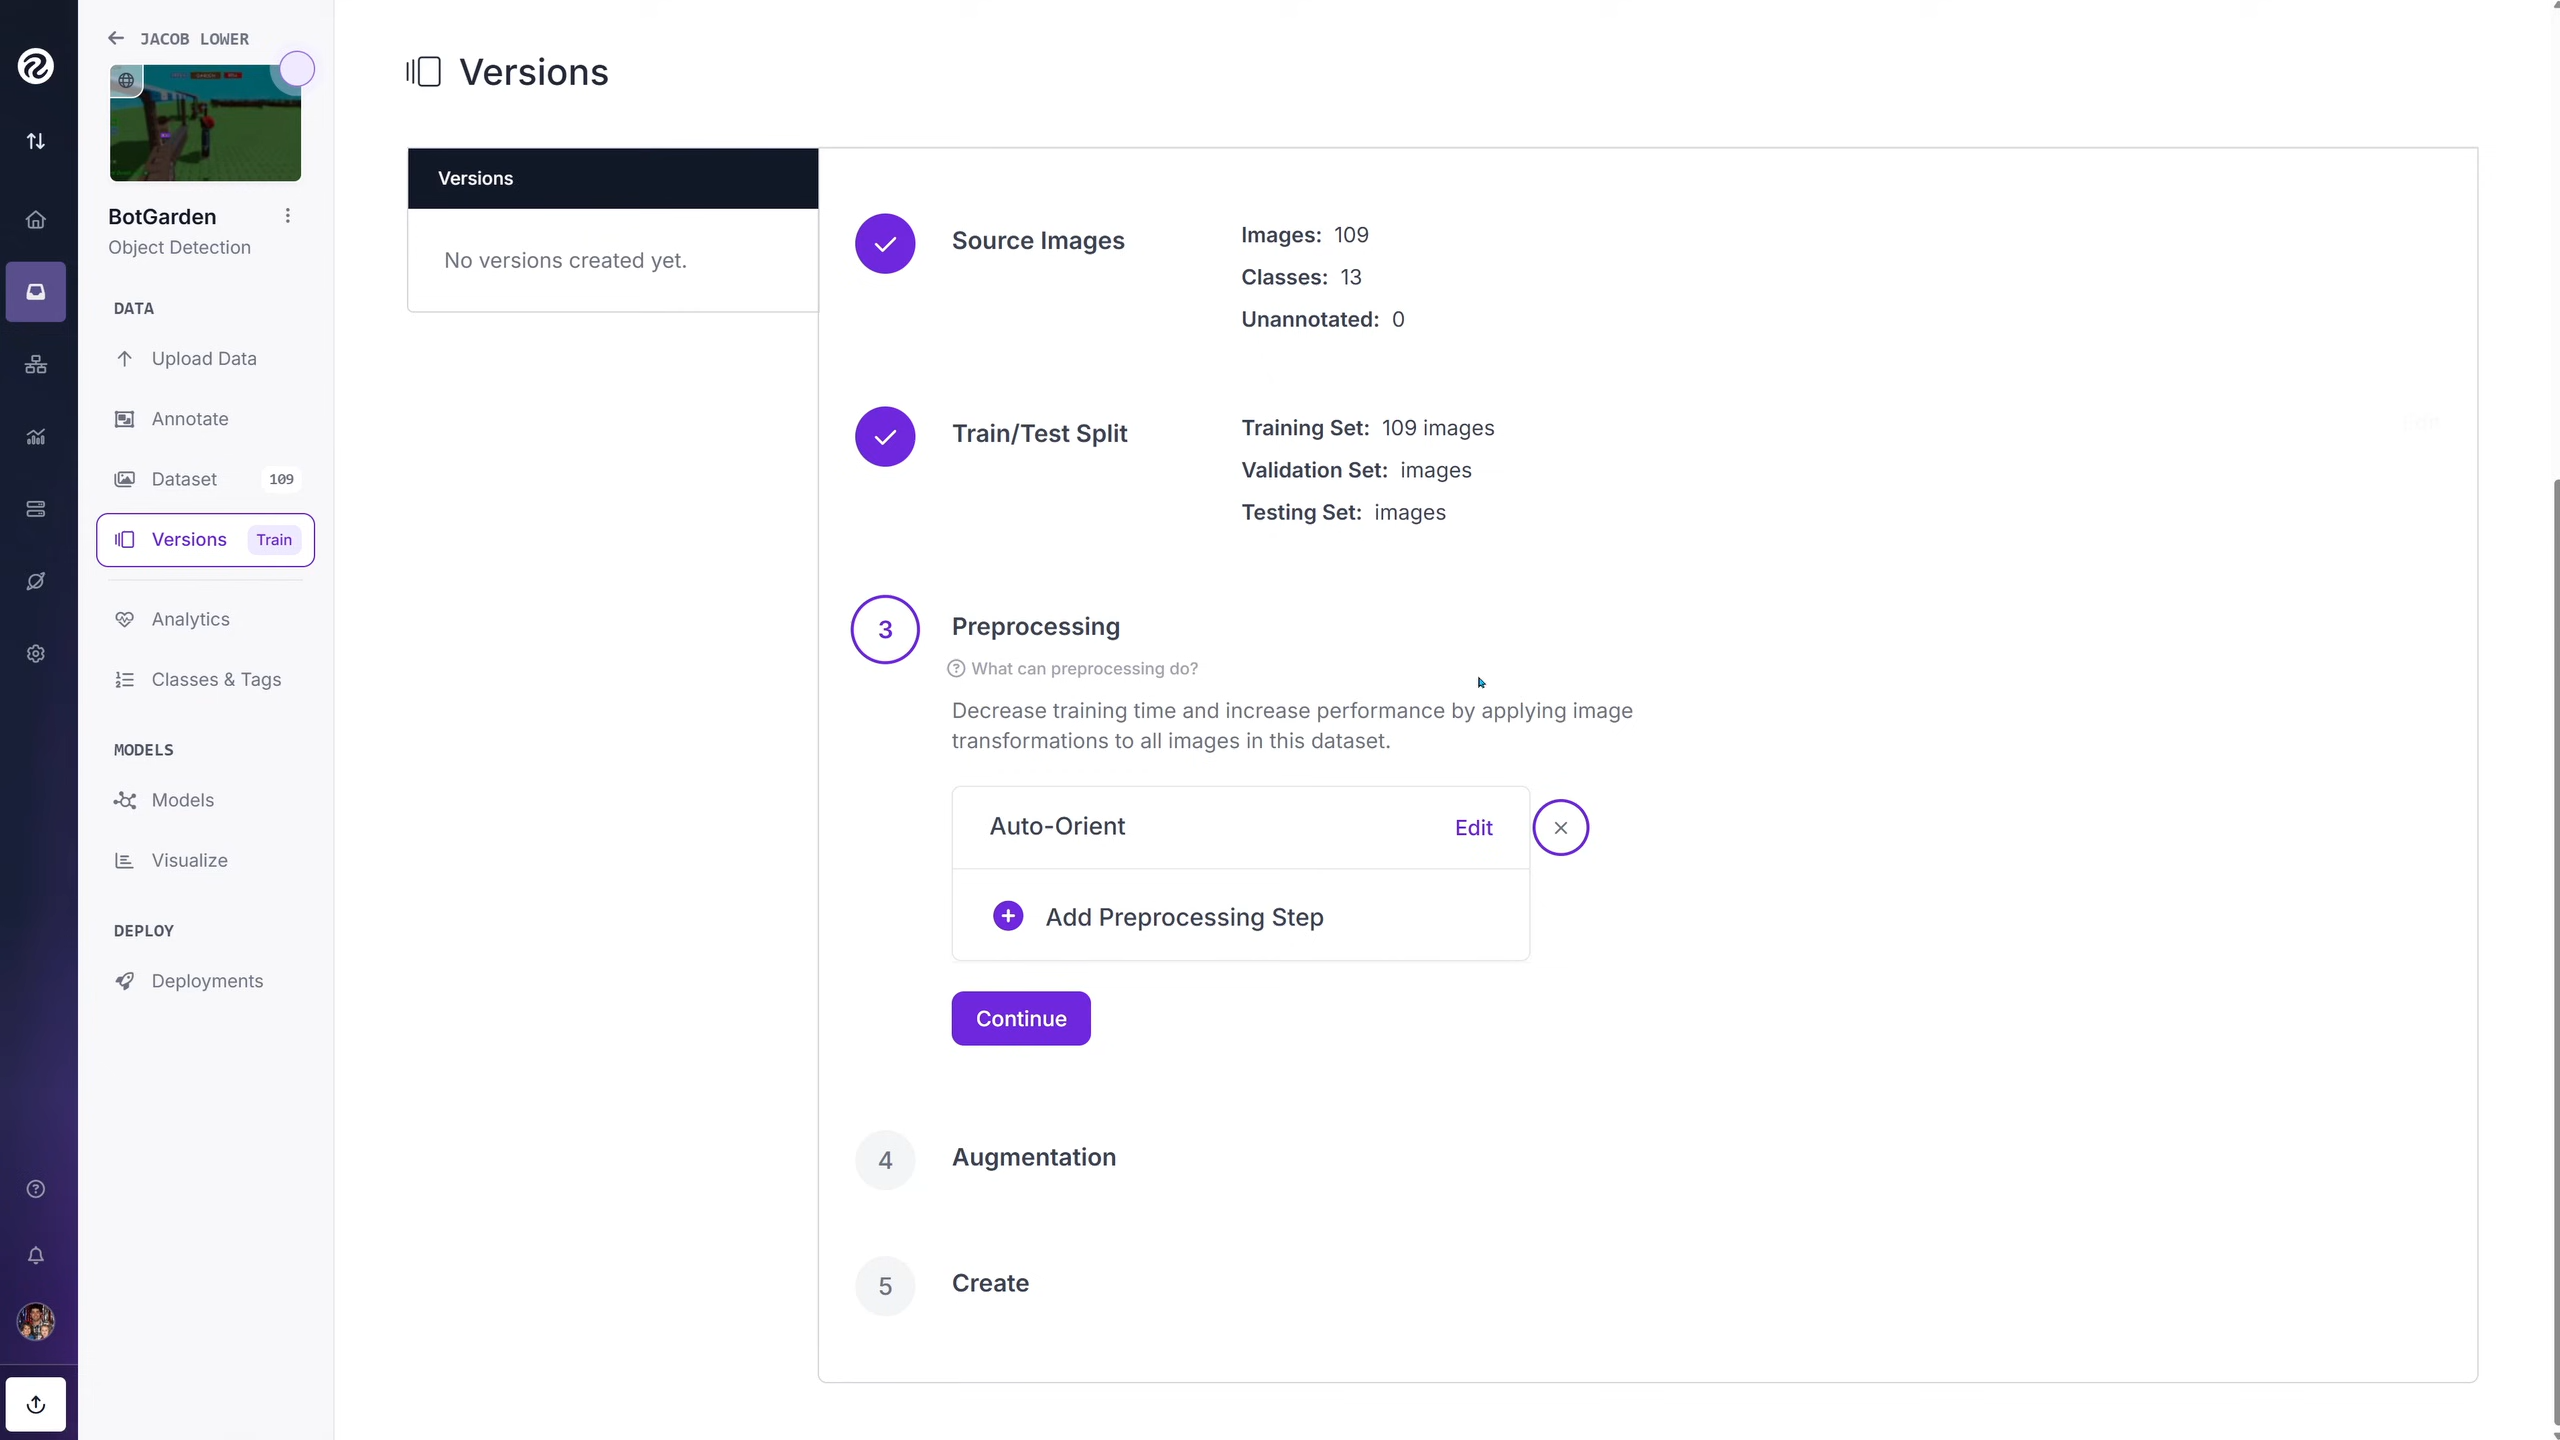 JACOB LOWER
BotGarden
Object Detection
DATA
Upload Data
Annotate
Dataset 109
Versions Train
Analytics
Classes & Tags
MODELS
Models
Visualize
DEPLOY
Deployments
Versions
Versions
No versions created yet.
Source Images
Images: 109
Classes: 13
Unannotated: 0
Train/Test Split
Training Set: 109 images
Validation Set: images
Testing Set: images
3 Preprocessing
What can preprocessing do?
Decrease training time and increase performance by applying image
transformations to all images in this dataset.
Auto-Orient Edit
Add Preprocessing Step
Continue
4 Augmentation
5 Create